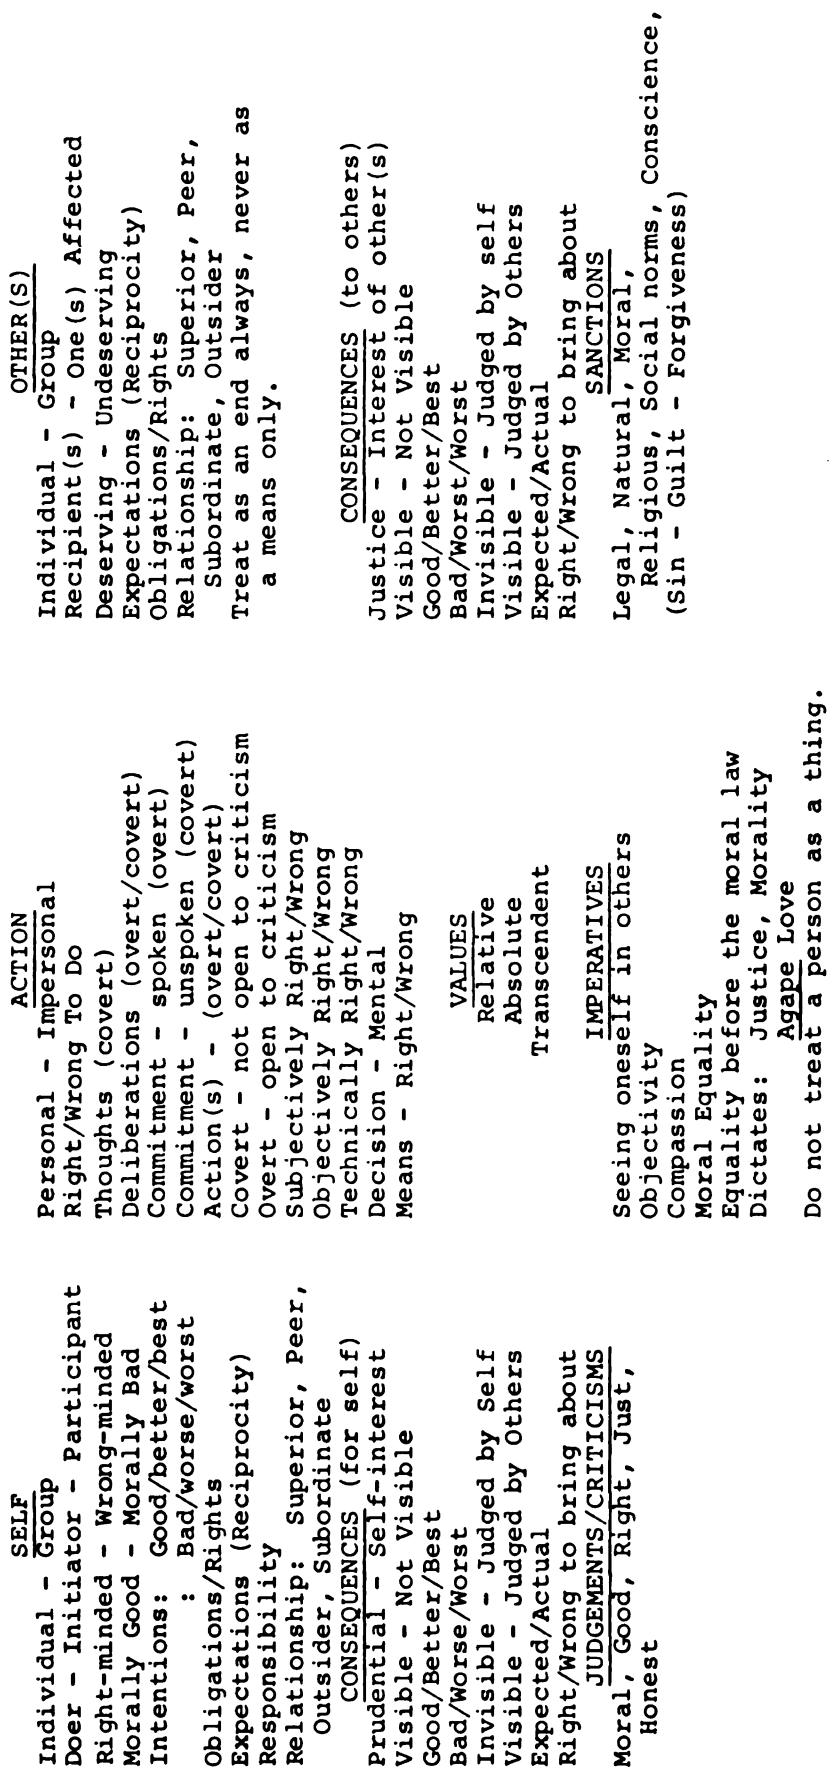 SELF
Individual - Group
Doer - Initiator - Participant
Right-minded - Wrong-minded
Morally Good - Morally Bad
Intentions: Good/better/best
: Bad/worse/worst
Obligations/Rights
Expectations (Reciprocity)
Responsibility
Relationship: Superior, Peer,
Outsider, Subordinate
CONSEQUENCES (for self)
Prudential - Self-interest
Visible - Not Visible
Good/Better/Best
Bad/Worse/Worst
Invisible - Judged by Self
Visible - Judged by Others
Expected/Actual
Right/Wrong to bring about
JUDGEMENTS/CRITICISMS
Moral, Good, Right, Just,
Honest
ACTION
Personal - Impersonal
Right/Wrong To Do
Thoughts (covert)
Deliberations (overt/covert)
Commitment - spoken (overt)
Commitment - unspoken (covert)
Action(s) - (overt/covert)
Covert - not open to criticism
Overt - open to criticism
Subjectively Right/Wrong
Objectively Right/Wrong
Technically Right/Wrong
Decision - Mental
Means - Right/Wrong
VALUES
Relative
Absolute
Transcendent
IMPERATIVES
Seeing oneself in others
Objectivity
Compassion
Moral Equality
Equality before the moral law
Dictates: Justice, Morality
Agape Love
Do not treat a person as a thing.
OTHER(S)
Individual - Group
Recipient(s) - One(s) Affected
Deserving - Undeserving
Expectations (Reciprocity)
Obligations/Rights
Relationship: Superior, Peer,
Subordinate, Outsider
Treat as an end always, never as
a means only.
CONSEQUENCES (to others)
Justice - Interest of other(s)
Visible - Not Visible
Good/Better/Best
Bad/Worst/Worst
Invisible - Judged by self
Visible - Judged by Others
Expected/Actual
Right/Wrong to bring about
SANCTIONS
Legal, Natural, Moral,
Religious, Social norms, Conscience,
(Sin - Guilt - Forgiveness)